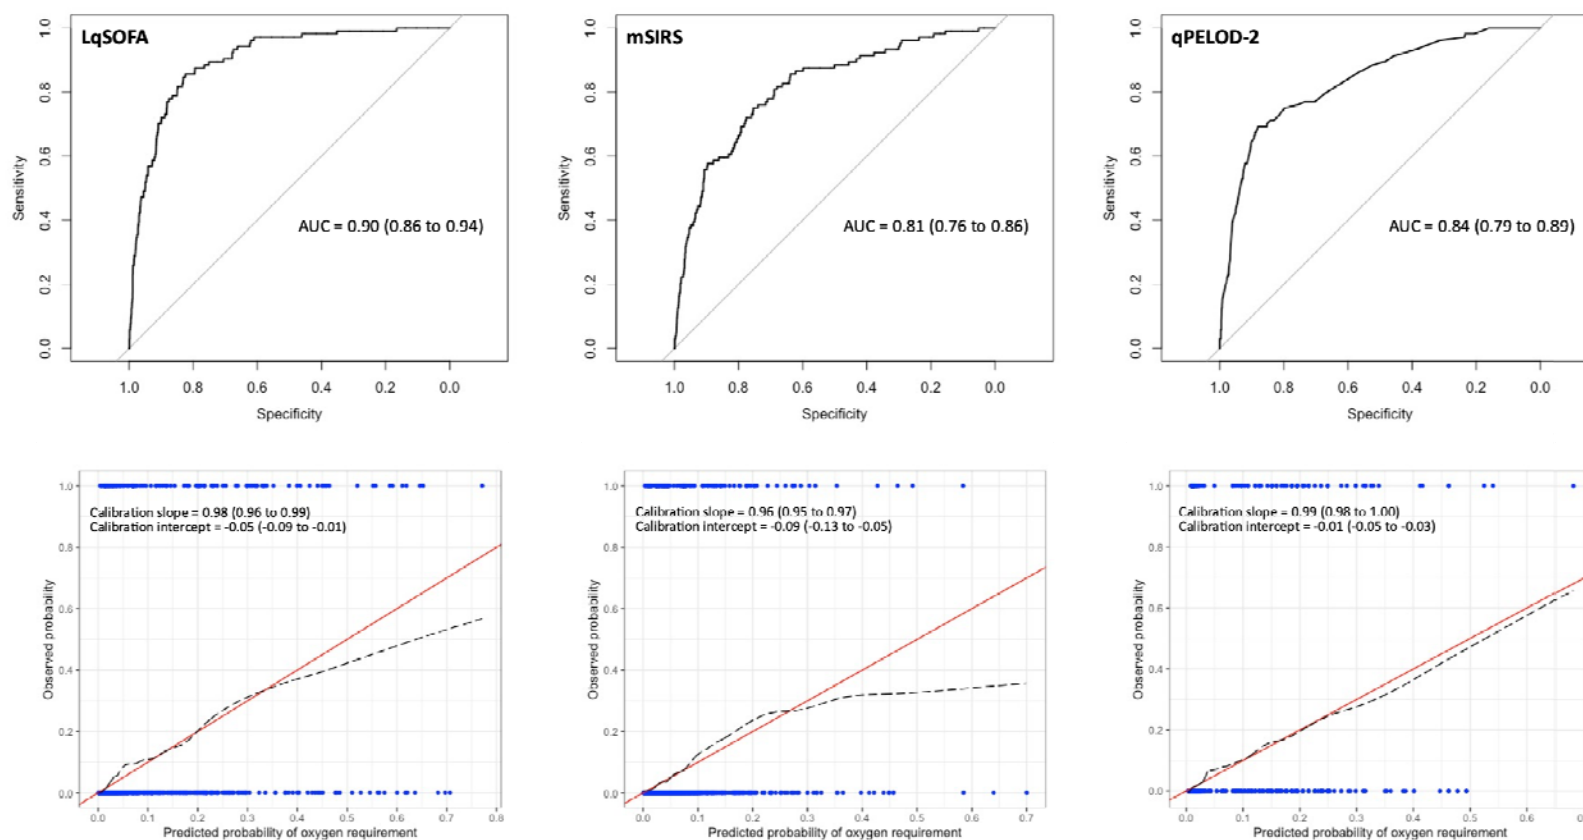 LqSOFA
1.0
0.8
0.6
0.4
0.2
0.0
Sensitivity
AUC = 0.90 (0.86 to 0.94)
1.0 0.8 0.6 0.4 0.2 0.0
Specificity
mSIRS
1.0
0.8
0.6
0.4
0.2
0.0
Sensitivity
AUC = 0.81 (0.76 to 0.86)
1.0 0.8 0.6 0.4 0.2 0.0
Specificity
qPELOD-2
1.0
0.8
0.6
0.4
0.2
0.0
Sensitivity
AUC = 0.84 (0.79 to 0.89)
1.0 0.8 0.6 0.4 0.2 0.0
Specificity
1.0
Calibration slope = 0.98 (0.96 to 0.99)
Calibration intercept = -0.05 (-0.09 to -0.01)
0.8
0.6
0.4
0.2
0.0
Observed probability
0.0 0.1 0.2 0.3 0.4 0.5 0.6 0.7 0.8
Predicted probability of oxygen requirement
1.0
Calibration slope = 0.96 (0.95 to 0.97)
Calibration intercept = -0.09 (-0.13 to -0.05)
0.8
0.6
0.4
0.2
0.0
Observed probability
0.0 0.1 0.2 0.3 0.4 0.5 0.6 0.7
Predicted probability of oxygen requirement
1.0
Calibration slope = 0.99 (0.98 to 1.00)
Calibration intercept = -0.01 (-0.05 to -0.03)
0.8
0.6
0.4
0.2
0.0
Observed probability
0.0 0.1 0.2 0.3 0.4 0.5 0.6
Predicted probability of oxygen requirement